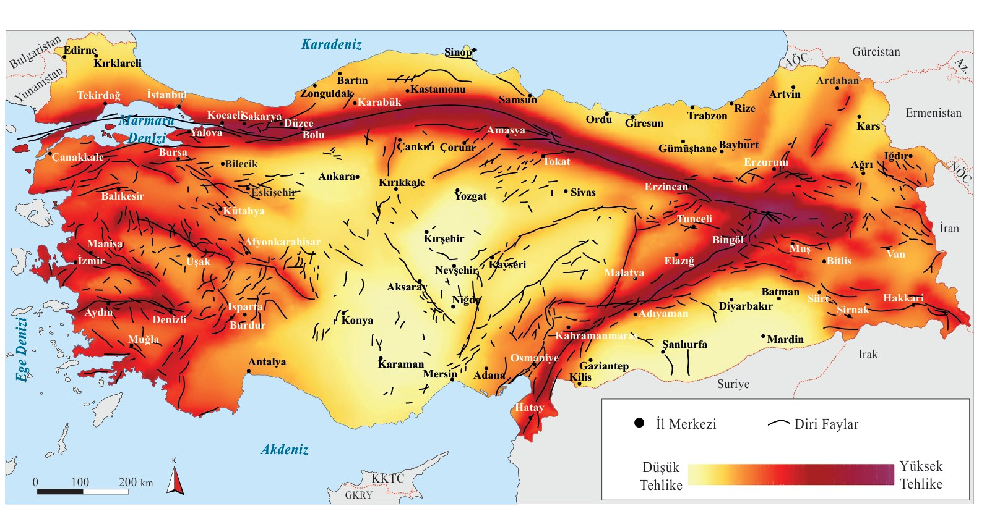 Karadeniz
Bulgaristan
Edirne
Kırklareli
Yunanistan
Sinop
Gürcistan
AÖC.
Az.
Bartın
Zonguldak
Karabük
Kastamonu
Samsun
Ardahan
Artvin
Tekirdağ
İstanbul
Kocaeli
Sakarya
Düzce
Bolu
Marmara
Denizi
Yalova
Ordu
Giresun
Trabzon
Rize
Kars
Ermenistan
Amasya
Çankırı
Çorum
Tokat
Gümüşhane
Bayburt
Erzurum
Ağrı
Iğdır
NÖC.
Çanakkale
Bursa
Bilecik
Ankara
Kırıkkale
Eskişehir
Balıkesir
Kütahya
Yozgat
Sivas
Erzincan
Tunceli
Bingöl
İran
Kırşehir
Manisa
Afyonkarahisar
İzmir
Uşak
Nevşehir
Kayseri
Malatya
Elazığ
Muş
Bitlis
Van
Aksaray
Niğde
Aydın
Denizli
Isparta
Burdur
Konya
Batman
Diyarbakır
Siirt
Şırnak
Hakkari
Adıyaman
Kahramanmaraş
Muğla
Antalya
Karaman
Mersin
Adana
Osmaniye
Gaziantep
Kilis
Şanlıurfa
Mardin
Irak
Suriye
Ege Denizi
Hatay
Akdeniz
İl Merkezi
Diri Faylar
Düşük
Tehlike
Yüksek
Tehlike
K
0 100 200 km
KKTC
GKRY